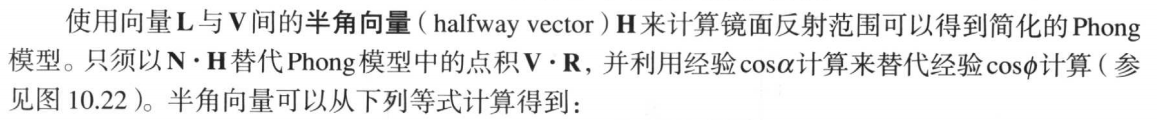 使用向量L与V间的半角向量（halfway vector）H来计算镜面反射范围可以得到简化的Phong
模型。只须以N·H替代Phong模型中的点积V·R，并利用经验cosα计算来替代经验cosϕ计算（参
见图10.22）。半角向量可以从下列等式计算得到：